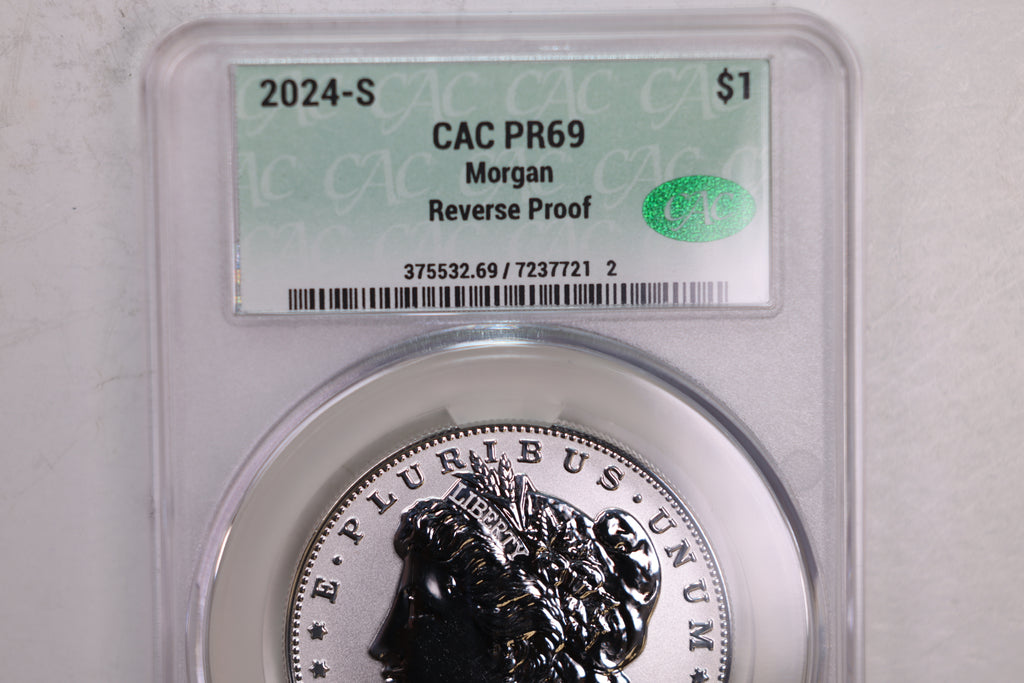 2024-S $1
CAC PR69
Morgan
Reverse Proof
CAC
375532.69 / 7237721 2
E · PLURIBUS · UNUM
LIBERTY